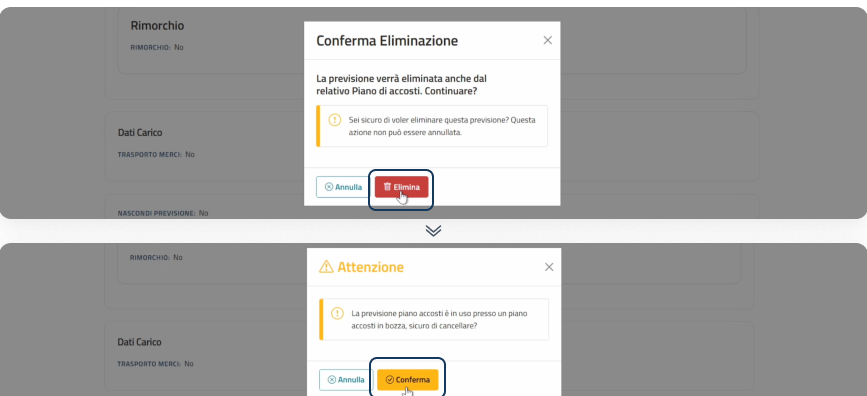 Rimorchio
RIMORCHIO: No
Conferma Eliminazione
La previsione verrà eliminata anche dal
relativo Piano di accosti. Continuare?
Sei sicuro di voler eliminare questa previsione? Questa
azione non può essere annullata.
Annulla
Elimina
Dati Carico
TRASPORTO MERCI: No
NASCONDI PREVISIONE: No
RIMORCHIO: No
Attenzione
La previsione piano accosti è in uso presso un piano
accosti in bozza, sicuro di cancellare?
Annulla
Conferma
Dati Carico
TRASPORTO MERCI: No